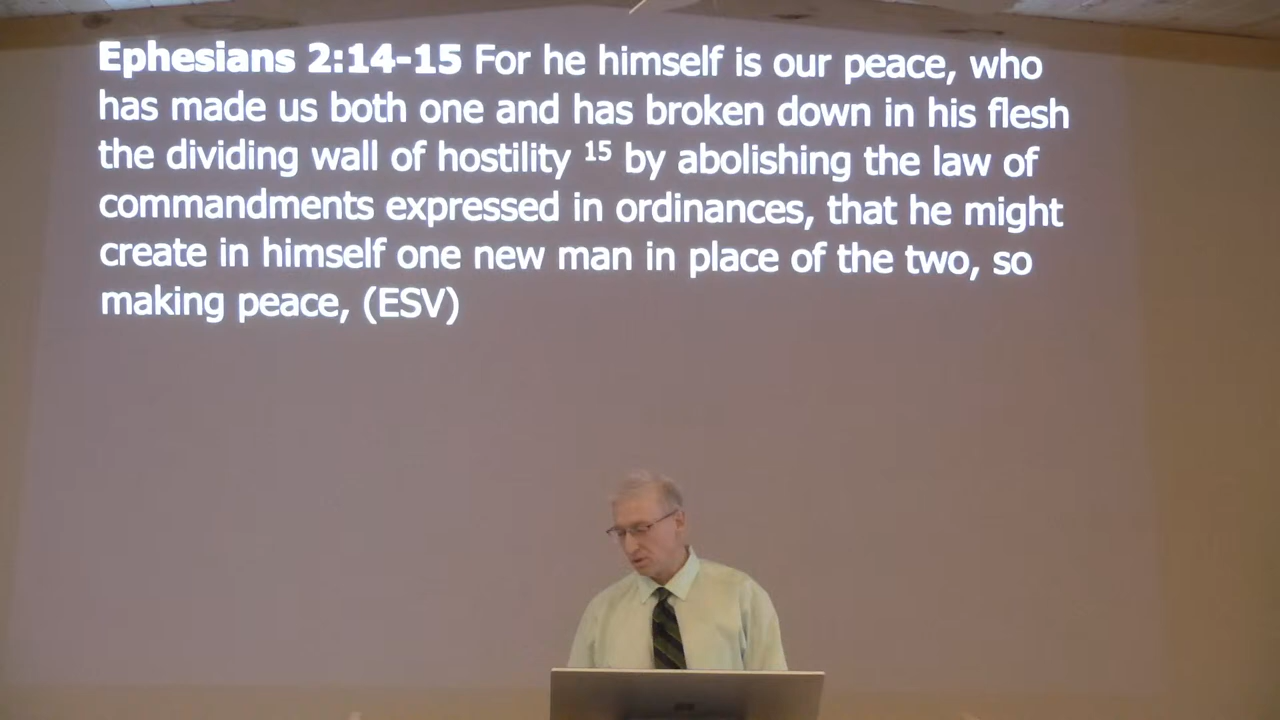 Ephesians 2:14-15 For he himself is our peace, who
has made us both one and has broken down in his flesh
the dividing wall of hostility 15 by abolishing the law of
commandments expressed in ordinances, that he might
create in himself one new man in place of the two, so
making peace, (ESV)